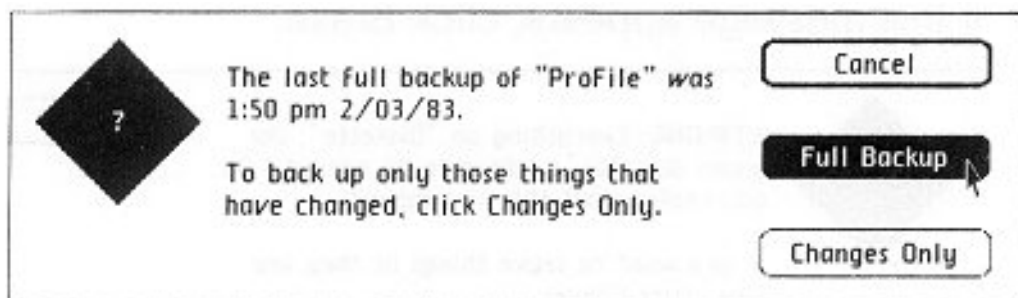 ?
The last full backup of "ProFile" was
1:50 pm 2/03/83.
To back up only those things that
have changed, click Changes Only.
Cancel
Full Backup
Changes Only